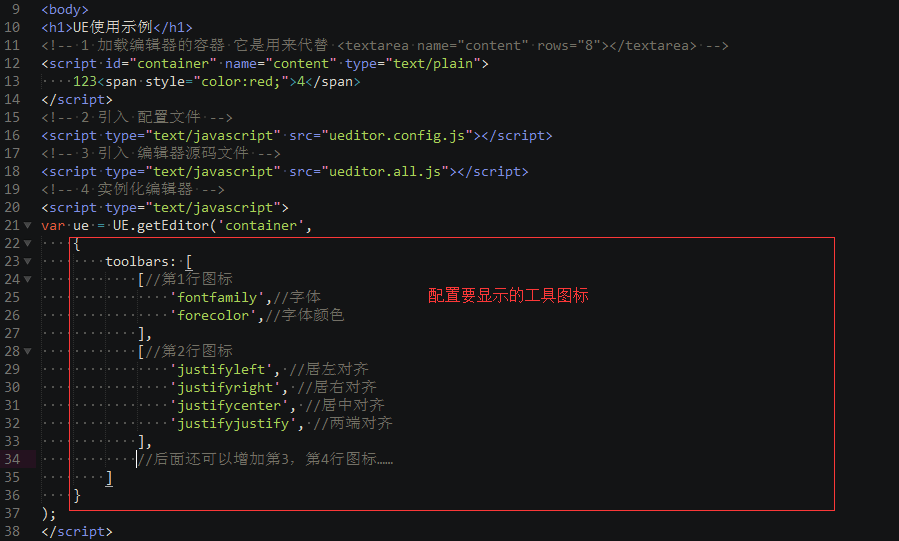 9 <body>
10 <h1>UE使用示例</h1>
11 <!-- 1 加载编辑器的容器 它是用来代替 <textarea name="content" rows="8"></textarea> -->
12 <script id="container" name="content" type="text/plain">
13 123<span style="color:red;">4</span>
14 </script>
15 <!-- 2 引入 配置文件 -->
16 <script type="text/javascript" src="ueditor.config.js"></script>
17 <!-- 3 引入 编辑器源码文件 -->
18 <script type="text/javascript" src="ueditor.all.js"></script>
19 <!-- 4 实例化编辑器 -->
20 <script type="text/javascript">
21 var ue = UE.getEditor('container',
22 {
23 toolbars: [
24 [//第1行图标
25 'fontfamily',//字体
配置要显示的工具图标
26 'forecolor',//字体颜色
27 ],
28 [//第2行图标
29 'justifyleft', //居左对齐
30 'justifyright', //居右对齐
31 'justifycenter', //居中对齐
32 'justifyjustify', //两端对齐
33 ],
34 //后面还可以增加第3，第4行图标……
35 ]
36 }
37 );
38 </script>